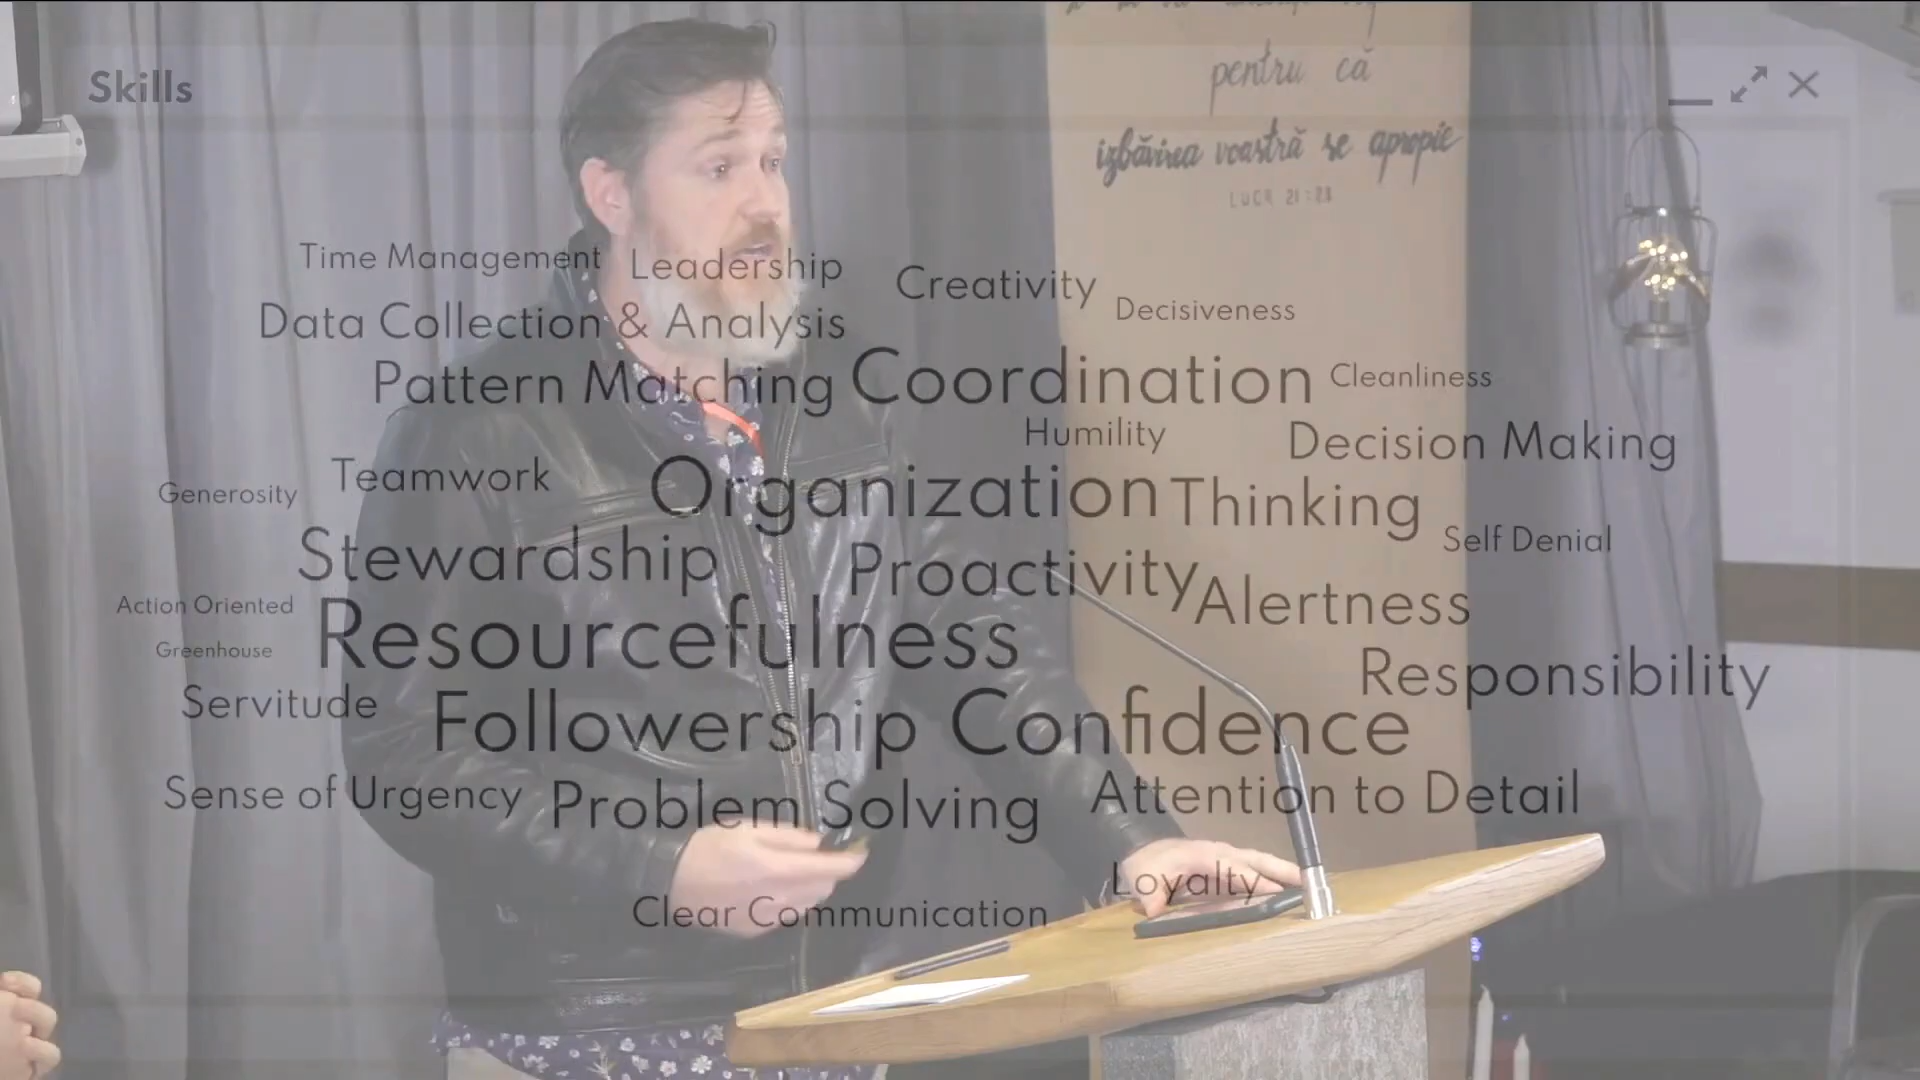 Skills
pentru că
izbăvirea voastră se apropie
LUCA 21:28
Time Management
Leadership
Creativity
Decisiveness
Data Collection & Analysis
Pattern Matching
Coordination
Cleanliness
Humility
Decision Making
Teamwork
Generosity
Organization
Thinking
Self Denial
Stewardship
Proactivity
Alertness
Action Oriented
Resourcefulness
Greenhouse
Responsibility
Servitude
Followership
Confidence
Sense of Urgency
Problem Solving
Attention to Detail
Loyalty
Clear Communication